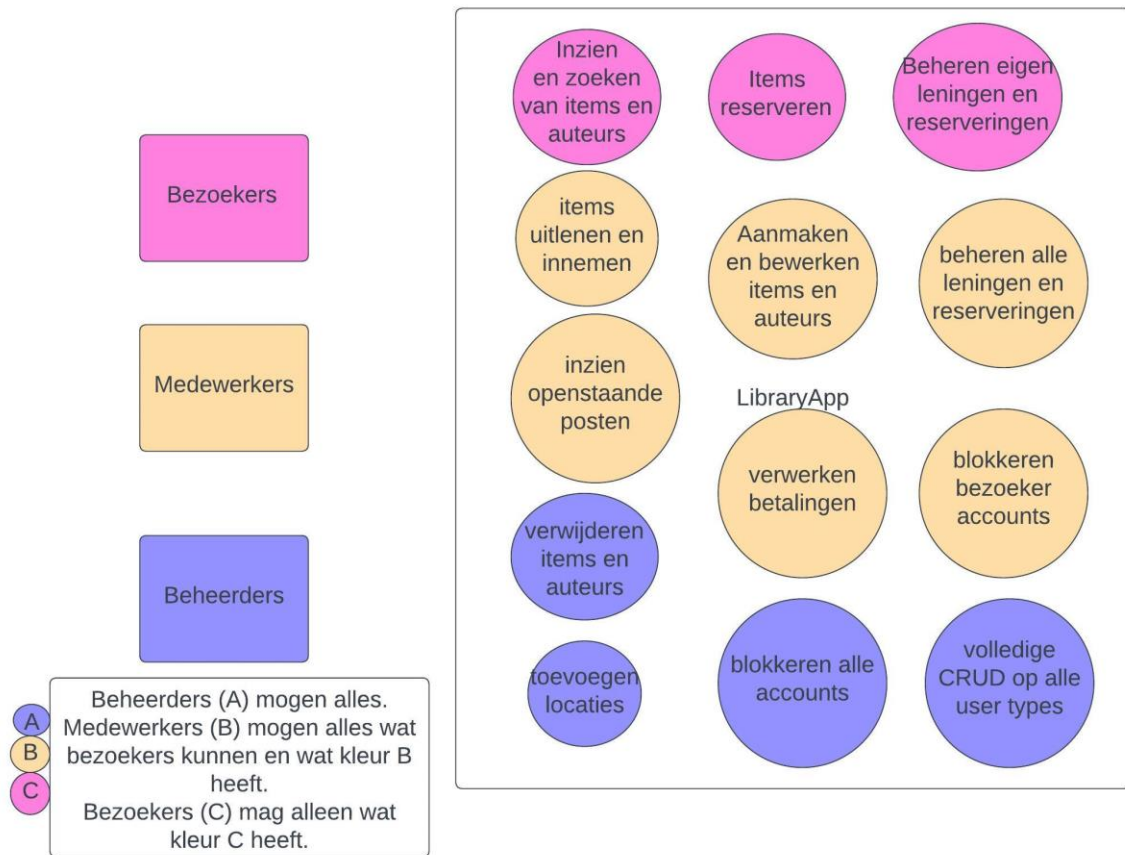 Bezoekers
Medewerkers
Beheerders
A
B
C
Beheerders (A) mogen alles.
Medewerkers (B) mogen alles wat
bezoekers kunnen en wat kleur B
heeft.
Bezoekers (C) mag alleen wat
kleur C heeft.
Inzien
en zoeken
van items en
auteurs
Items
reserveren
Beheren eigen
leningen en
reserveringen
items
uitlenen en
innemen
Aanmaken
en bewerken
items en
auteurs
beheren alle
leningen en
reserveringen
inzien
openstaande
posten
LibraryApp
verwerken
betalingen
blokkeren
bezoeker
accounts
verwijderen
items en
auteurs
toevoegen
locaties
blokkeren alle
accounts
volledige
CRUD op alle
user types